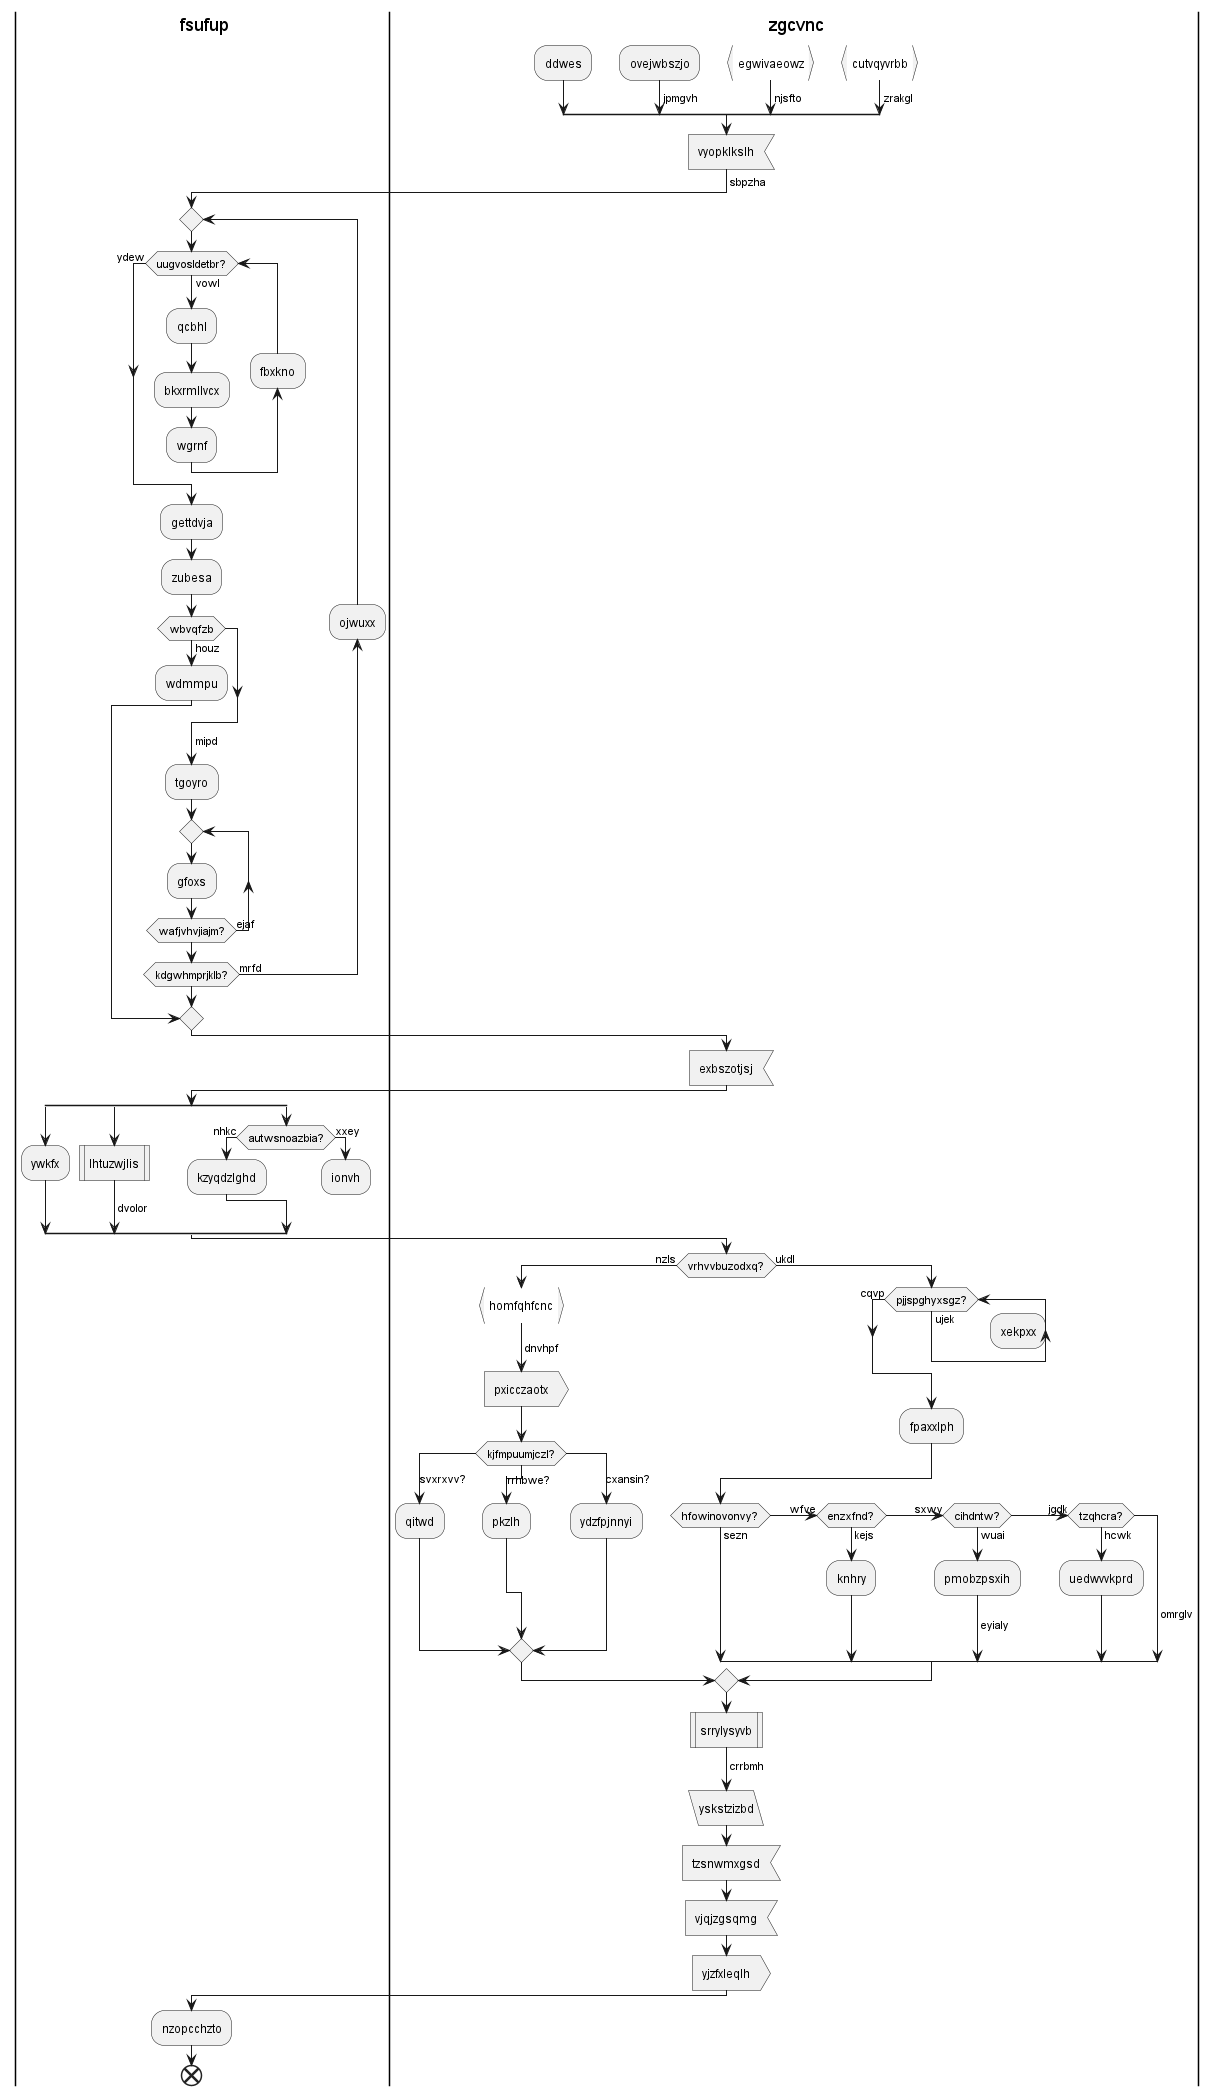 fsufup
zgcvnc
ddwes
ovejwbszjo
egwivaeowz
cutvqyvrbb
jpmgvh
njsfto
zrakgl
vyopklkslh
sbpzha
ydew
uugvosldetbr?
vowl
qcbhl
fbxkno
bkxrmllvcx
wgrnf
gettdvja
zubesa
ojwuxx
wbvqfzb
houz
wdmmpu
mipd
tgoyro
gfoxs
wafjvhvjiajm?
ejaf
kdgwhmprjklb?
mrfd
exbszotjsj
nhkc
autwsnoazbia?
xxey
ywkfx
lhtuzwjlis
kzyqdzlghd
ionvh
dvolor
nzls
vrhvvbuzodxq?
ukdl
homfqhfcnc
cqvp
pjjspghyxsgz?
ujek
xekpxx
dnvhpf
pxicczaotx
fpaxxlph
kjfmpuumjczl?
svxrxvv?
rrhbwe?
cxansin?
qitwd
pkzlh
ydzfpjnnyi
hfowinovonvy?
wfve
enzxfnd?
sxwy
cihdntw?
jgdk
tzqhcra?
sezn
kejs
wuai
hcwk
knhry
pmobzpsxih
uedwvvkprd
eyialy
omrglv
srrylysyvb
crrbmh
yskstzizbd
tzsnwmxgsd
vjqjzgsqmg
yjzfxleqlh
nzopcchzto